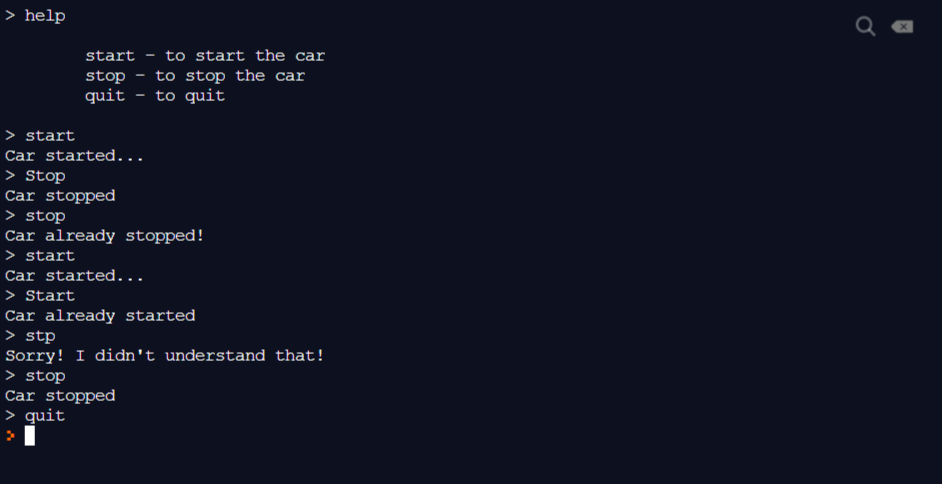 > help
start - to start the car
stop - to stop the car
quit - to quit
> start
Car started...
> Stop
Car stopped
> stop
Car already stopped!
> start
Car started...
> Start
Car already started
> stp
Sorry! I didn't understand that!
> stop
Car stopped
> quit
>